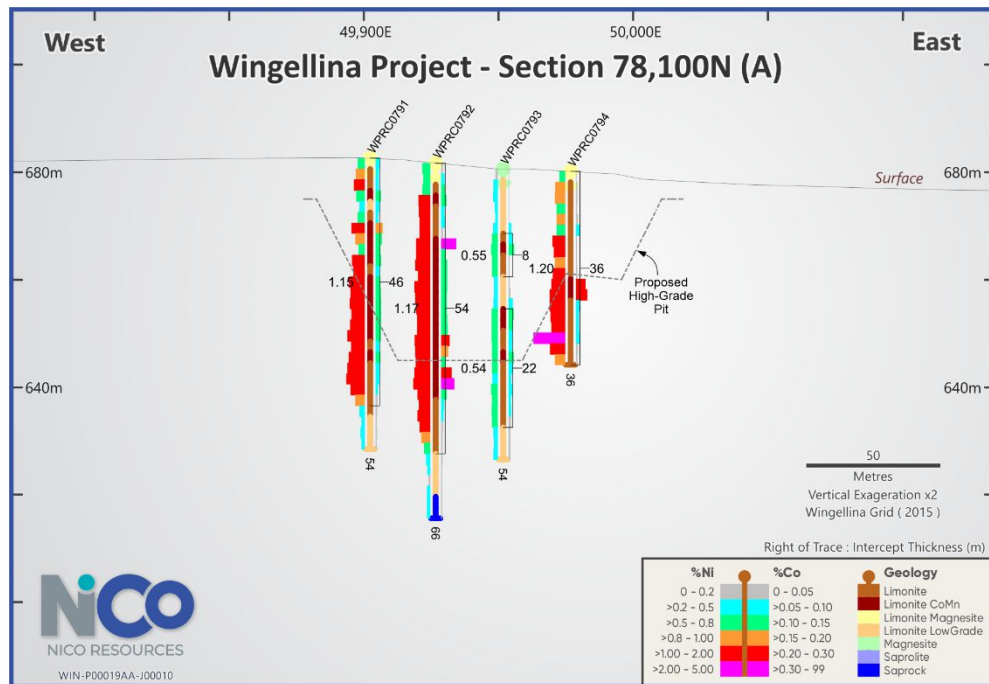 49,900E
50,000E
West
East
Wingellina Project - Section 78,100N (A)
WPRC0791
WPRC0792
WPRC0793
WPRC0794
680m
680m
Surface
0.55
8
1.20
36
1.15
46
Proposed
High-Grade
Pit
1.17
54
0.54
22
640m
640m
36
54
54
66
50
Metres
Vertical Exageration x2
Wingellina Grid ( 2015 )
Right of Trace : Intercept Thickness (m)
%Ni
%Co
Geology
0 - 0.2
0 - 0.05
Limonite
>0.2 - 0.5
>0.05 - 0.10
Limonite CoMn
>0.5 - 0.8
>0.10 - 0.15
Limonite Magnesite
>0.8 - 1.00
>0.15 - 0.20
Limonite LowGrade
>1.00 - 2.00
>0.20 - 0.30
Magnesite
>2.00 - 5.00
>0.30 - 99
Saprolite
Saprock
NiCo
NICO RESOURCES
WIN-P00019AA-J00010